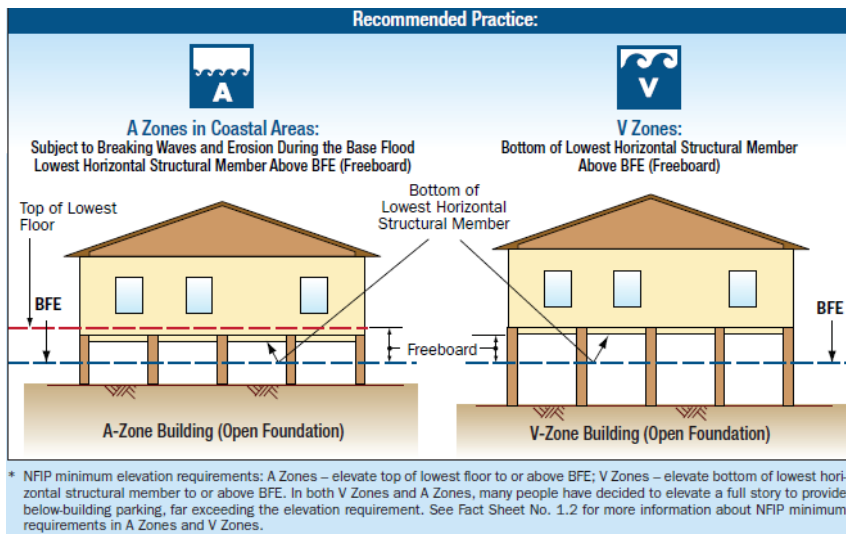 Recommended Practice:
A
A Zones in Coastal Areas:
Subject to Breaking Waves and Erosion During the Base Flood
Lowest Horizontal Structural Member Above BFE (Freeboard)
V
V Zones:
Bottom of Lowest Horizontal Structural Member
Above BFE (Freeboard)
Top of Lowest
Floor
Bottom of
Lowest Horizontal
Structural Member
BFE
BFE
Freeboard
A-Zone Building (Open Foundation)
V-Zone Building (Open Foundation)
* NFIP minimum elevation requirements: A Zones – elevate top of lowest floor to or above BFE; V Zones – elevate bottom of lowest hori-
zontal structural member to or above BFE. In both V Zones and A Zones, many people have decided to elevate a full story to provide
below-building parking, far exceeding the elevation requirement. See Fact Sheet No. 1.2 for more information about NFIP minimum
requirements in A Zones and V Zones.